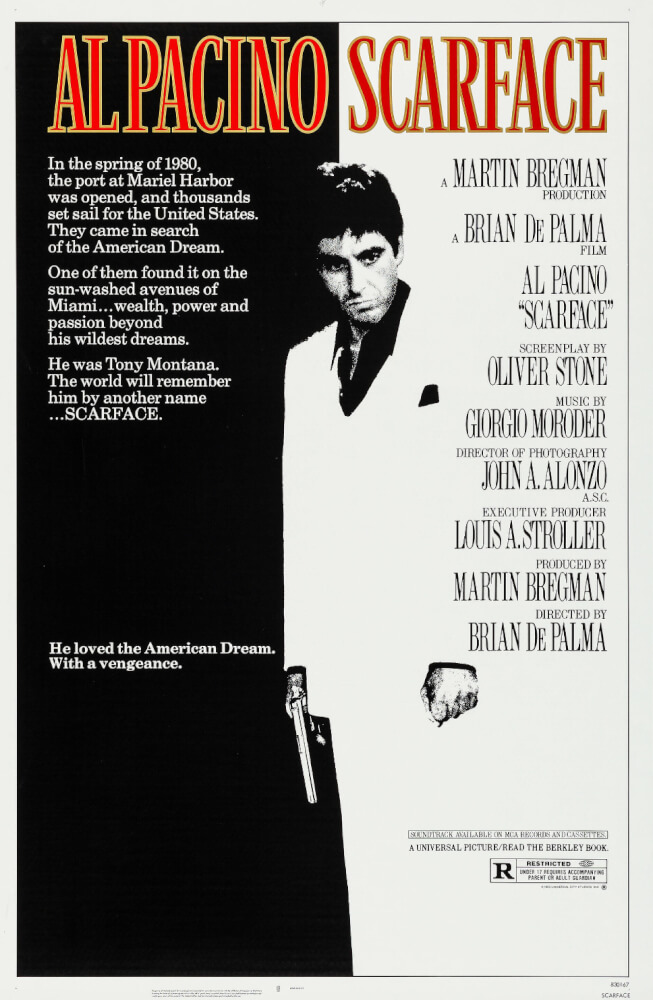 AL PACINO SCARFACE
In the spring of 1980,
the port at Mariel Harbor
was opened, and thousands
set sail for the United States.
They came in search
of the American Dream.
One of them found it on the
sun-washed avenues of
Miami...wealth, power and
passion beyond
his wildest dreams.
He was Tony Montana.
The world will remember
him by another name
...SCARFACE.
He loved the American Dream.
With a vengeance.
A MARTIN BREGMAN
PRODUCTION
A BRIAN DE PALMA
FILM
AL PACINO
“SCARFACE”
SCREENPLAY BY
OLIVER STONE
MUSIC BY
GIORGIO MORODER
DIRECTOR OF PHOTOGRAPHY
JOHN A. ALONZO
A.S.C.
EXECUTIVE PRODUCER
LOUIS A. STROLLER
PRODUCED BY
MARTIN BREGMAN
DIRECTED BY
BRIAN DE PALMA
SOUNDTRACK AVAILABLE ON MCA RECORDS AND CASSETTES.
A UNIVERSAL PICTURE/READ THE BERKLEY BOOK.
R RESTRICTED
UNDER 17 REQUIRES ACCOMPANYING
PARENT OR ADULT GUARDIAN
830167
SCARFACE